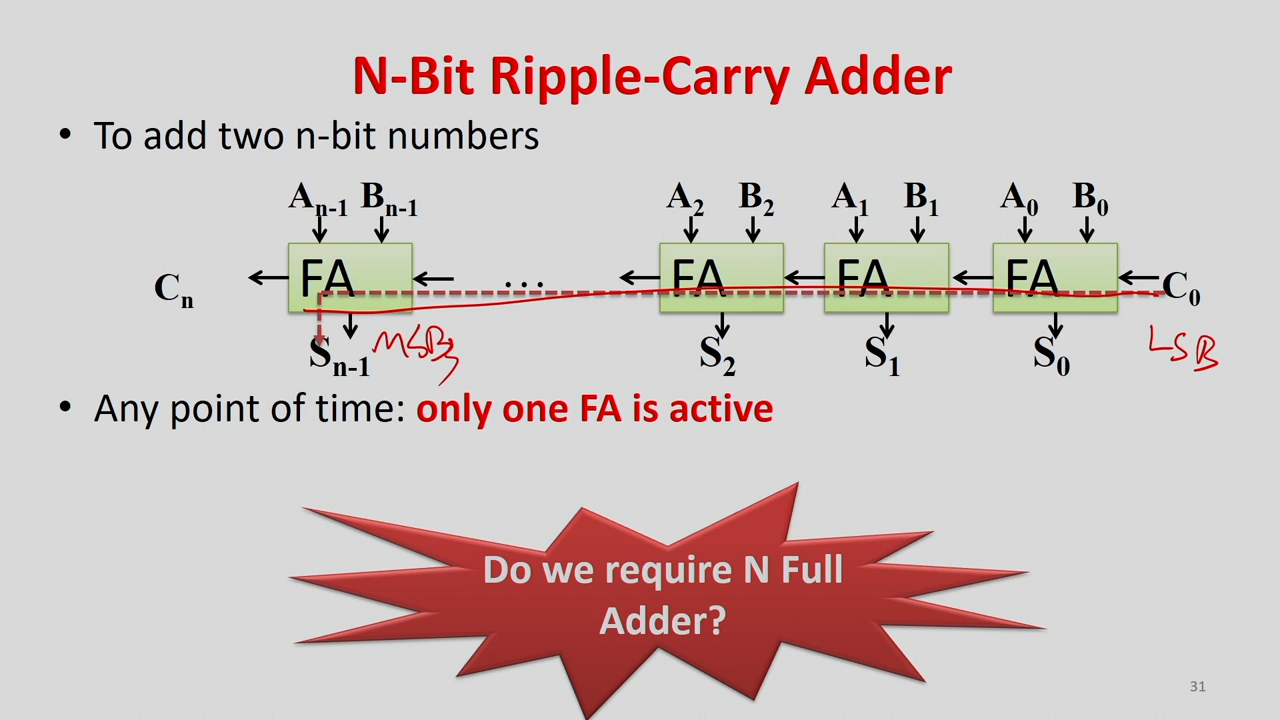 N-Bit Ripple-Carry Adder
• To add two n-bit numbers
Aₙ₋₁ Bₙ₋₁ A₂ B₂ A₁ B₁ A₀ B₀
Cₙ FA ... FA FA FA C₀
Sₙ₋₁ MSB S₂ S₁ S₀ LSB
• Any point of time: only one FA is active
Do we require N Full
Adder?
31